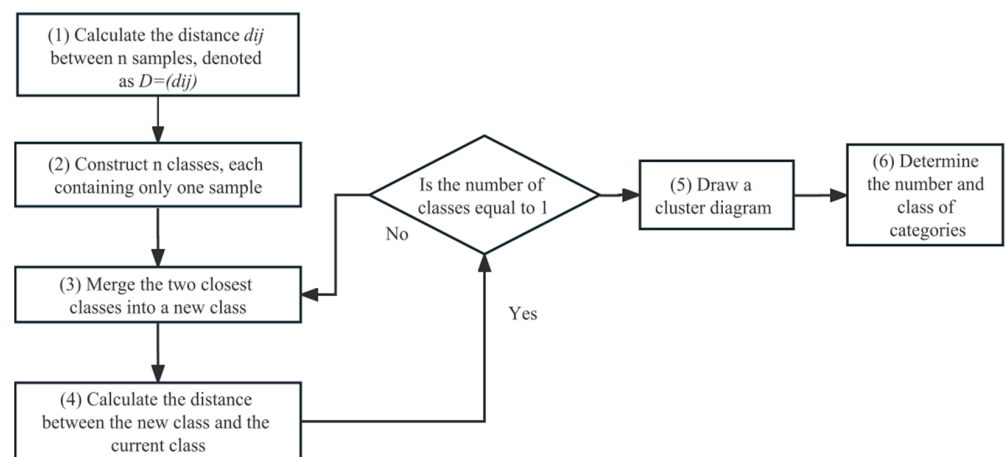 (1) Calculate the distance dij
between n samples, denoted
as D=(dij)
(2) Construct n classes, each
containing only one sample
(3) Merge the two closest
classes into a new class
(4) Calculate the distance
between the new class and the
current class
Is the number of
classes equal to 1
No
Yes
(5) Draw a
cluster diagram
(6) Determine
the number and
class of
categories